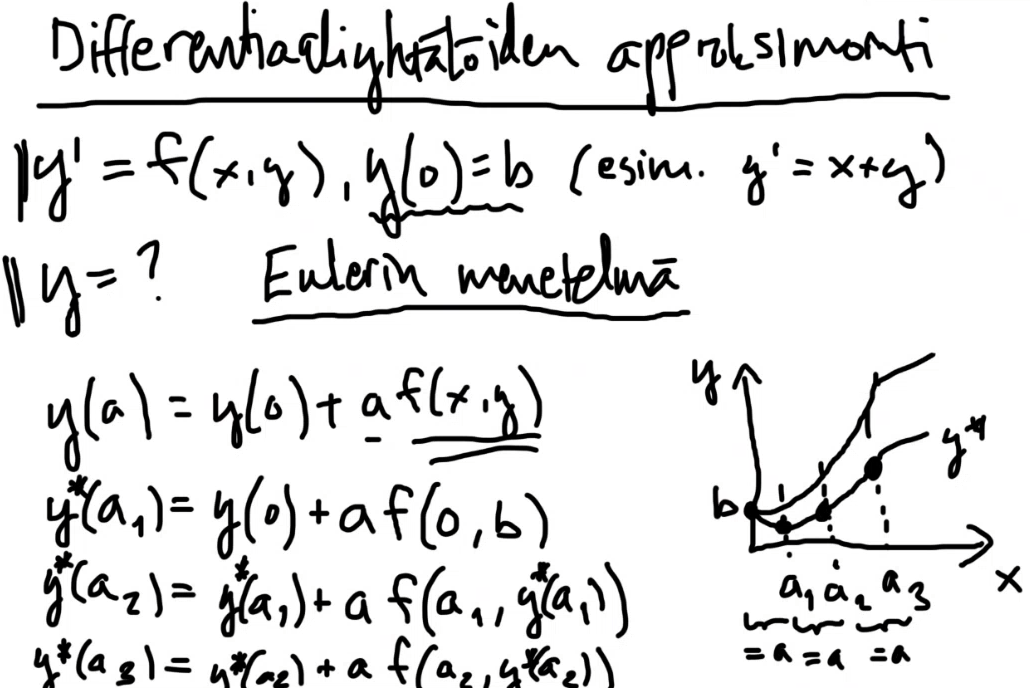 Differentiaaliyhtälöiden approksimointi
y' = f(x,y), y(0)=b (esim. y' = x+y)
y = ? Eulerin menetelmä
y(a) = y(0) + a f(x,y)
y*(a₁) = y(0) + a f(0,b)
y*(a₂) = y*(a₁) + a f(a₁, y*(a₁))
y*(a₃) = y*(a₂) + a f(a₂, y*(a₂))
y
y*
b
x
a₁ a₂ a₃
=a =a =a